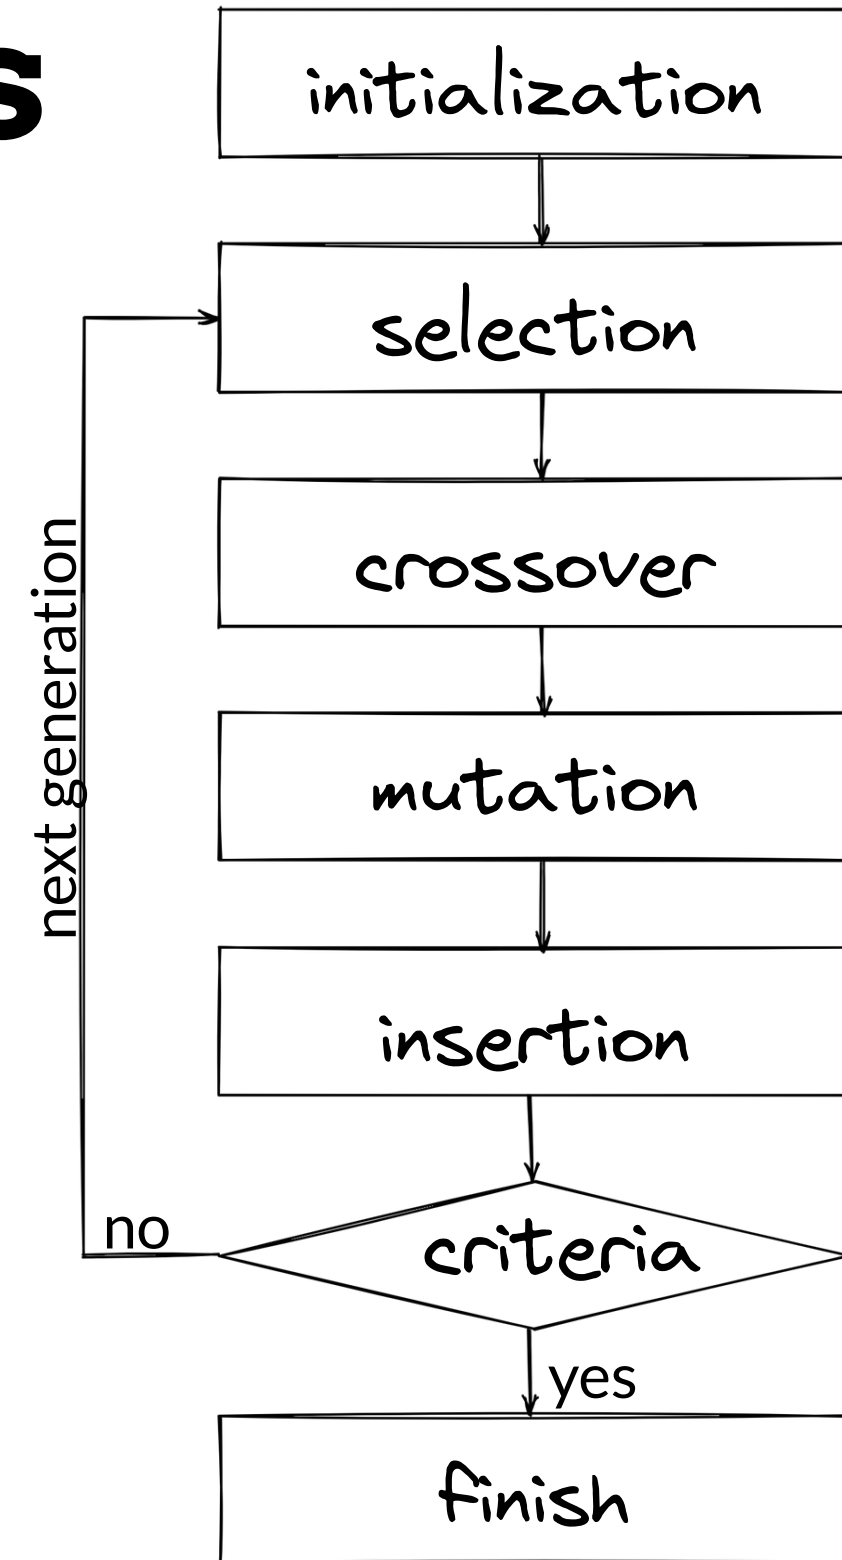 s
initialization
selection
crossover
next generation
mutation
insertion
criteria
no
yes
finish